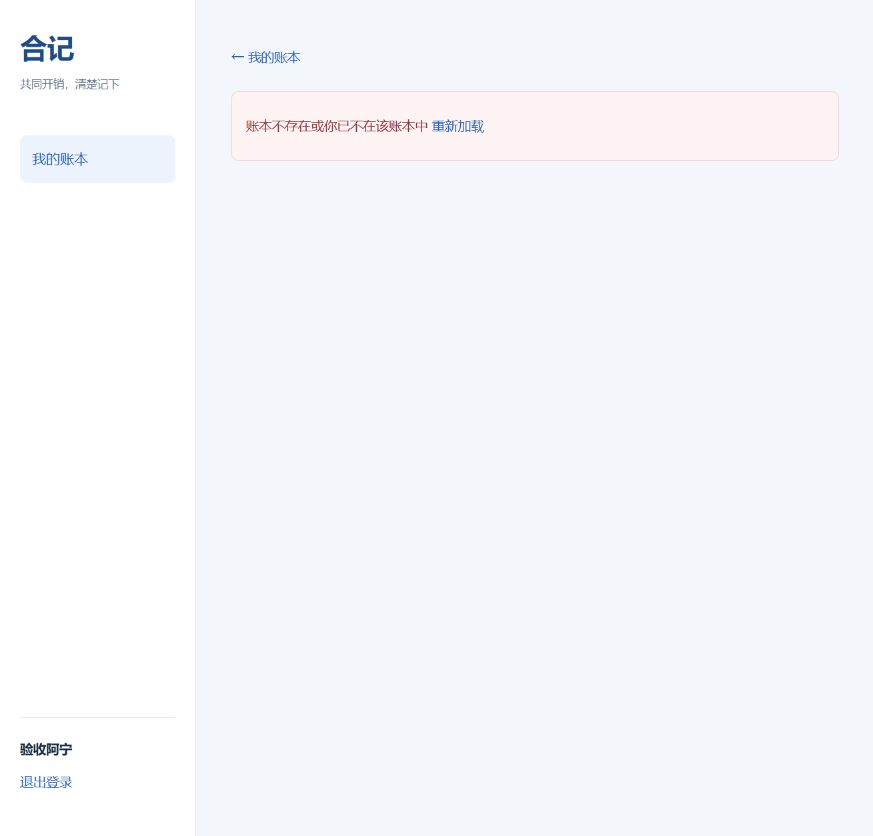 合记
共同开销，清楚记下
我的账本
← 我的账本
账本不存在或你已不在该账本中 重新加载
验收阿宁
退出登录